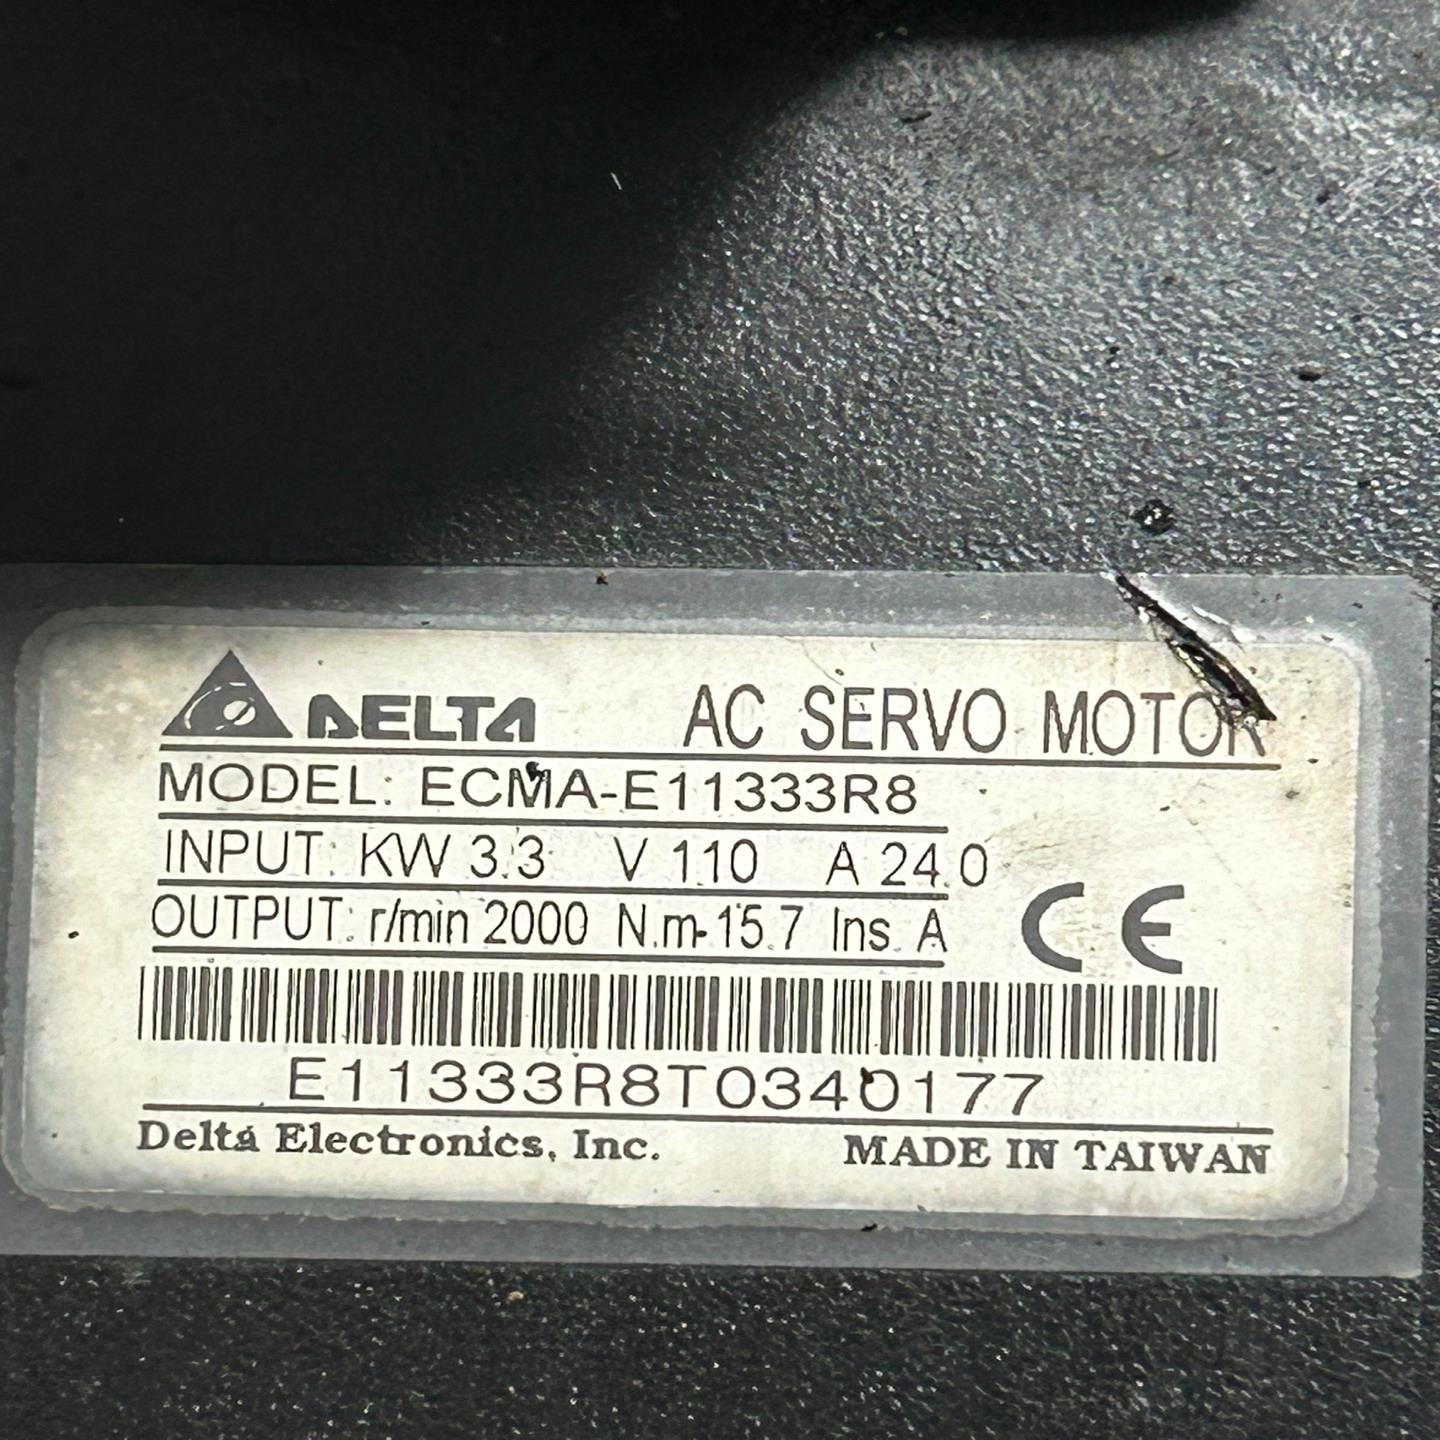 DELTA AC SERVO MOTOR
MODEL: ECMA-E11333R8
INPUT: KW 3.3 V 110 A 24.0
OUTPUT: r/min 2000 N.m 15.7 Ins. A
CE
E11333R8T0340177
Delta Electronics, Inc. MADE IN TAIWAN